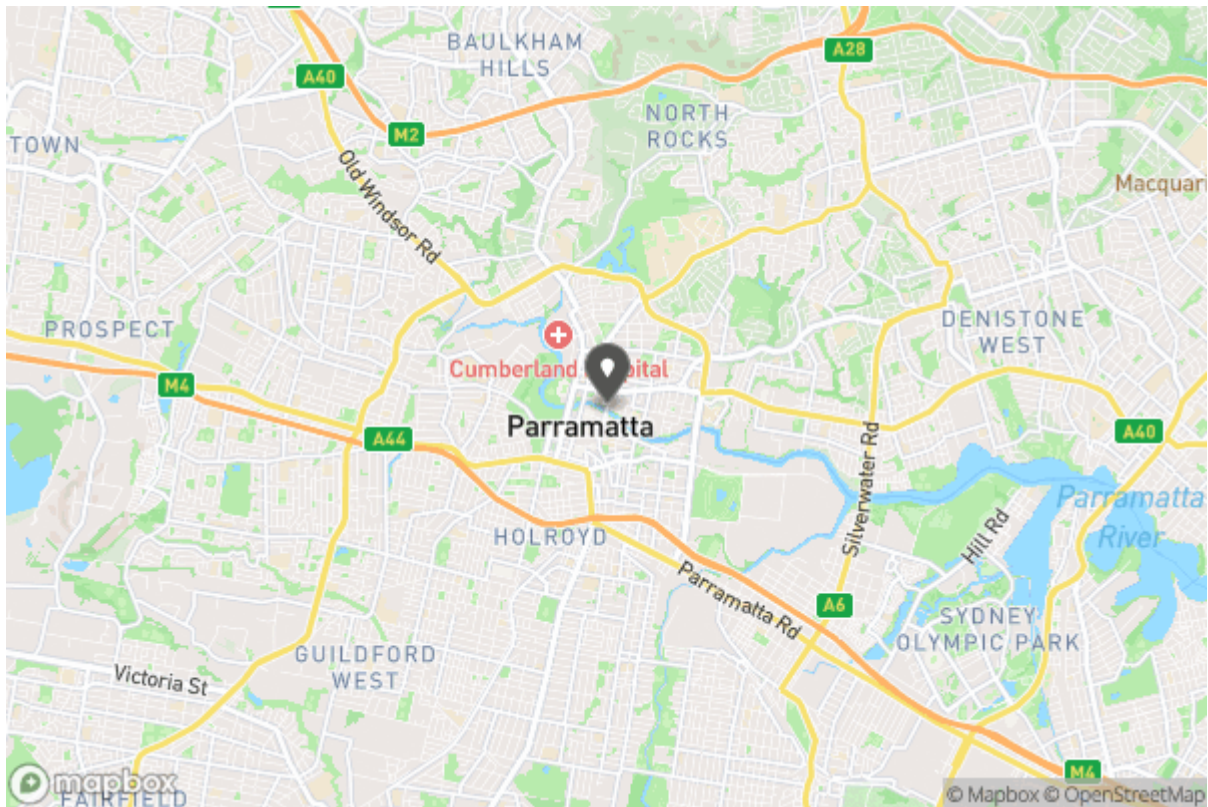 BAULKHAM
HILLS
A28
A40
NORTH
ROCKS
M2
TOWN
Macquari
Old Windsor Rd
PROSPECT
DENISTONE
WEST
Cumberland
pital
M4
Parramatta
A44
A40
Silverwater Rd
Parramatta
River
Hill Rd
HOLROYD
Parramatta Rd
A6
SYDNEY
OLYMPIC PARK
GUILDFORD
WEST
Victoria St
M4
mapbox
FAIRFIELD
© Mapbox © OpenStreetMap